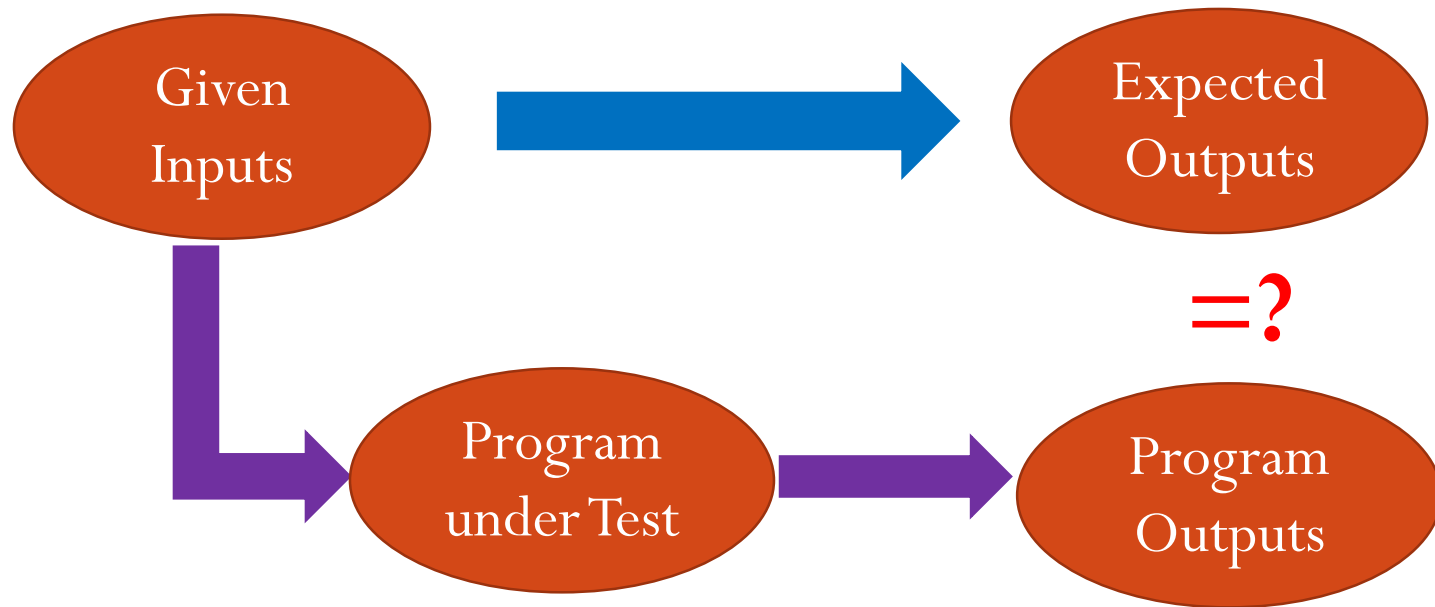 Given
Inputs
Expected
Outputs
=?
Program
under Test
Program
Outputs